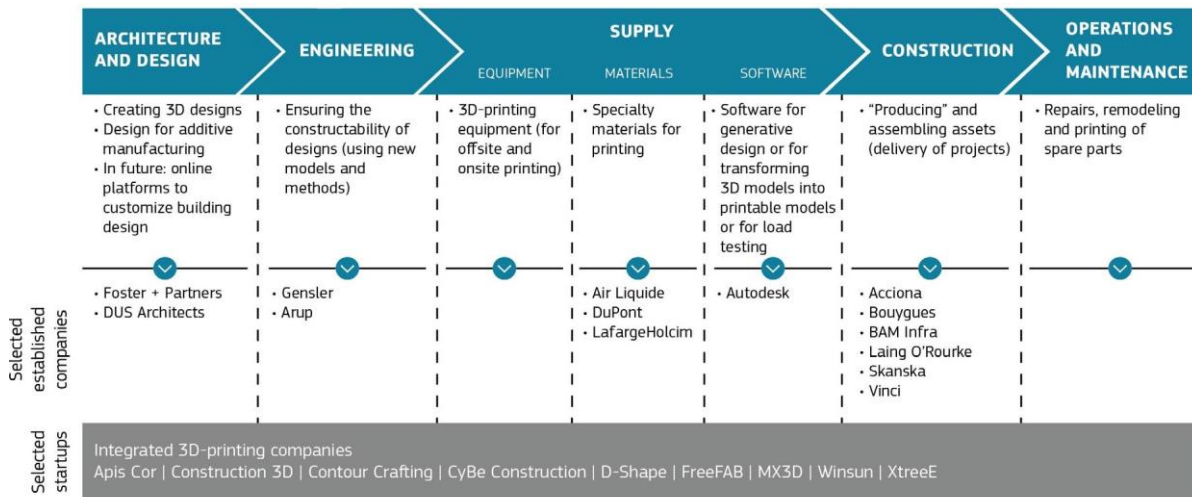 ARCHITECTURE
AND DESIGN
ENGINEERING
SUPPLY
EQUIPMENT
MATERIALS
SOFTWARE
CONSTRUCTION
OPERATIONS
AND
MAINTENANCE
• Creating 3D designs
• Design for additive
manufacturing
• In future: online
platforms to
customize building
design
• Ensuring the
constructability of
designs (using new
models and
methods)
• 3D-printing
equipment (for
offsite and
onsite printing)
• Specialty
materials for
printing
• Software for
generative
design or for
transforming
3D models into
printable models
or for load
testing
• “Producing” and
assembling assets
(delivery of projects)
• Repairs, remodeling
and printing of
spare parts
Selected
established
companies
• Foster + Partners
• DUS Architects
• Gensler
• Arup
• Air Liquide
• DuPont
• LafargeHolcim
• Autodesk
• Acciona
• Bouygues
• BAM Infra
• Laing O’Rourke
• Skanska
• Vinci
Selected
startups
Integrated 3D-printing companies
Apis Cor | Construction 3D | Contour Crafting | CyBe Construction | D-Shape | FreeFAB | MX3D | Winsun | XtreeE